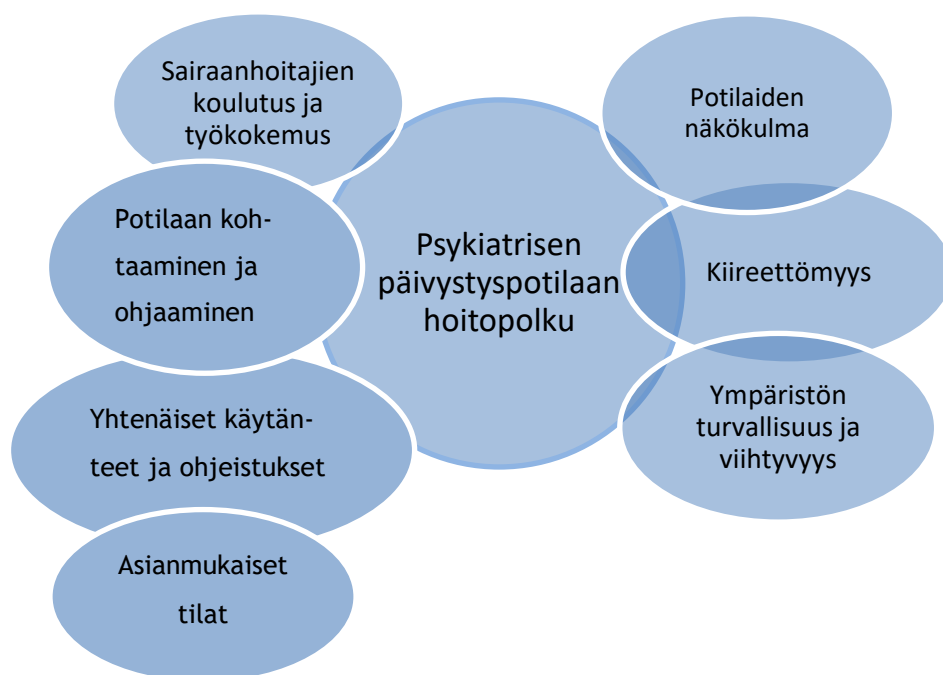 Sairaanhoitajien
koulutus ja
työkokemus
Potilaan koh-
taaminen ja
ohjaaminen
Yhtenäiset käytän-
teet ja ohjeistukset
Asianmukaiset
tilat
Psykiatrisen
päivystyspotilaan
hoitopolku
Potilaiden
näkökulma
Kiireettömyys
Ympäristön
turvallisuus ja
viihtyvyys